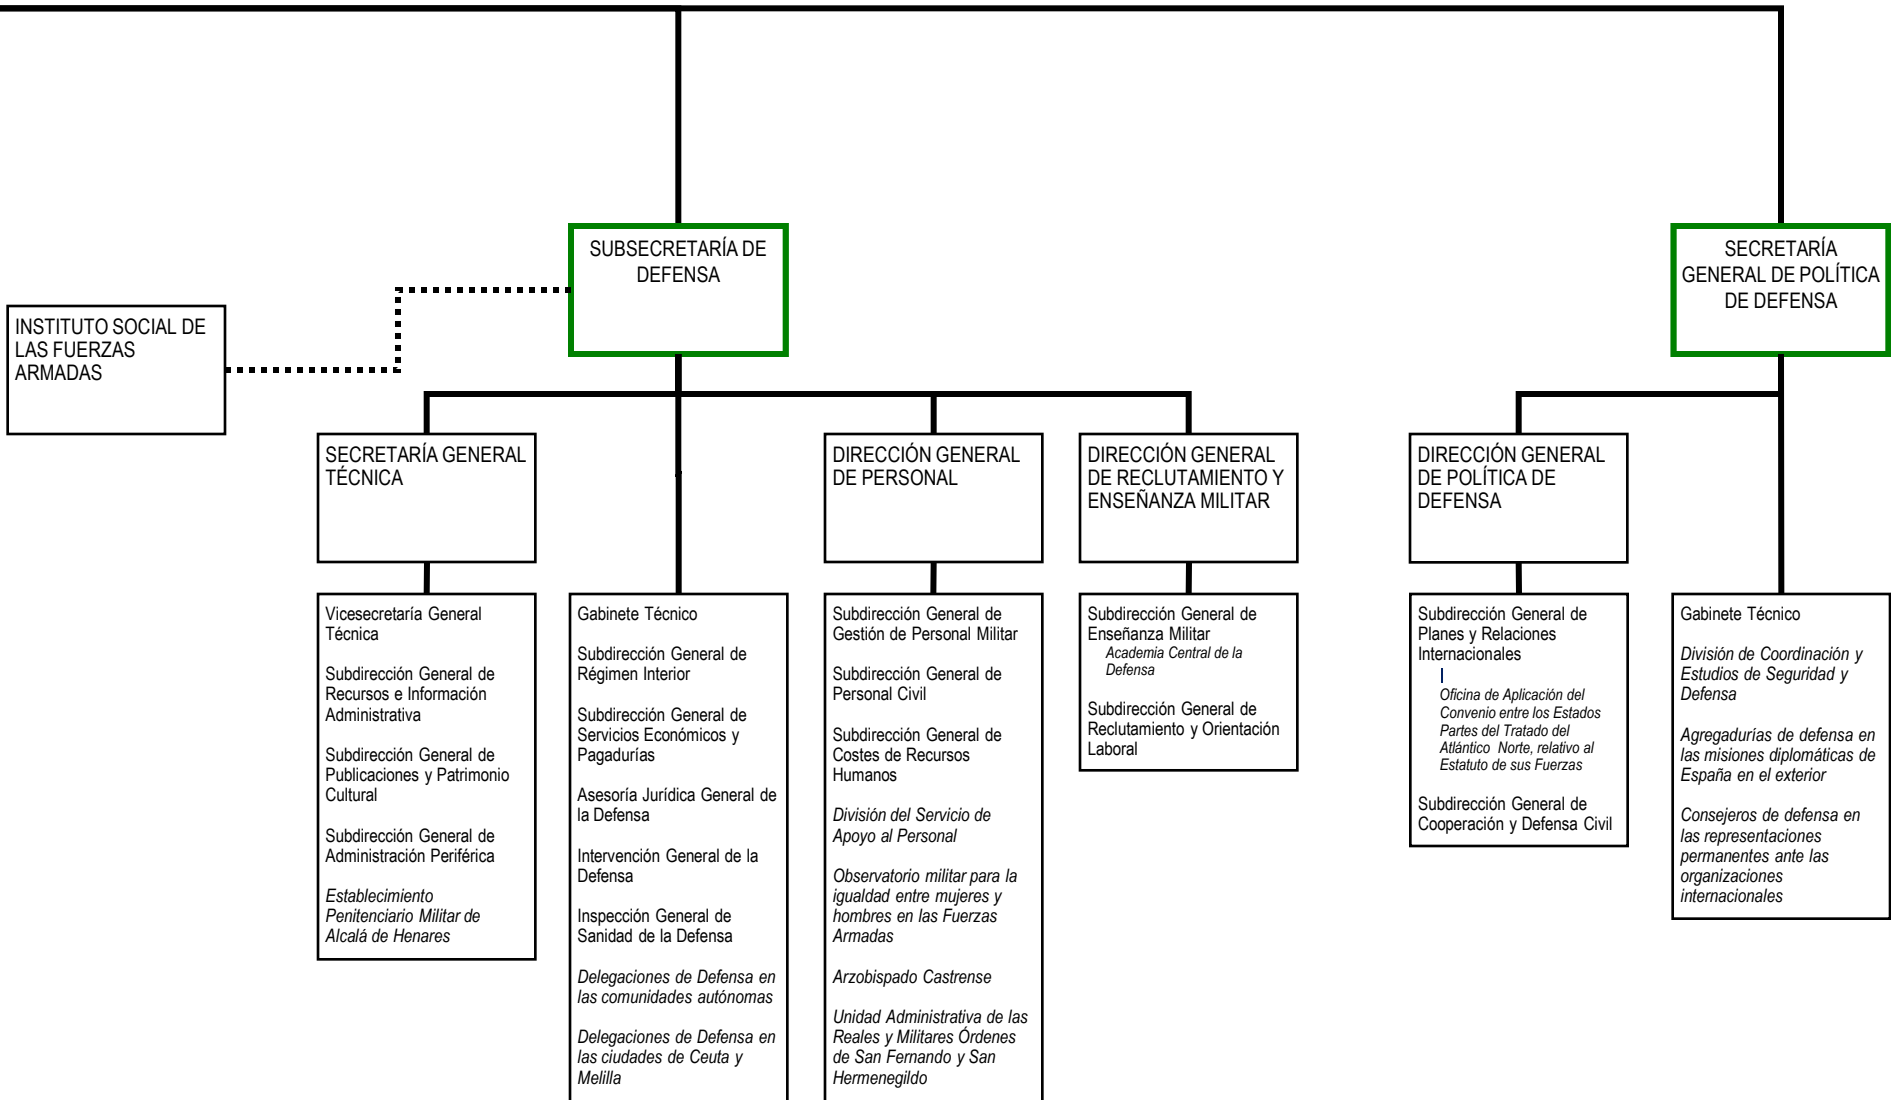 SUBSECRETARÍA DE
DEFENSA
SECRETARÍA
GENERAL DE POLÍTICA
DE DEFENSA
INSTITUTO SOCIAL DE
LAS FUERZAS
ARMADAS
SECRETARÍA GENERAL
TÉCNICA
DIRECCIÓN GENERAL
DE PERSONAL
DIRECCIÓN GENERAL
DE RECLUTAMIENTO Y
ENSEÑANZA MILITAR
DIRECCIÓN GENERAL
DE POLÍTICA DE
DEFENSA
Vicesecretaría General
Técnica
Subdirección General de
Recursos e Información
Administrativa
Subdirección General de
Publicaciones y Patrimonio
Cultural
Subdirección General de
Administración Periférica
Establecimiento
Penitenciario Militar de
Alcalá de Henares
Gabinete Técnico
Subdirección General de
Régimen Interior
Subdirección General de
Servicios Económicos y
Pagadurías
Asesoría Jurídica General de
la Defensa
Intervención General de la
Defensa
Inspección General de
Sanidad de la Defensa
Delegaciones de Defensa en
las comunidades autónomas
Delegaciones de Defensa en
las ciudades de Ceuta y
Melilla
Subdirección General de
Gestión de Personal Militar
Subdirección General de
Personal Civil
Subdirección General de
Costes de Recursos
Humanos
División del Servicio de
Apoyo al Personal
Observatorio militar para la
igualdad entre mujeres y
hombres en las Fuerzas
Armadas
Arzobispado Castrense
Unidad Administrativa de las
Reales y Militares Órdenes
de San Fernando y San
Hermenegildo
Subdirección General de
Enseñanza Militar
Academia Central de la
Defensa
Subdirección General de
Reclutamiento y Orientación
Laboral
Subdirección General de
Planes y Relaciones
Internacionales
Oficina de Aplicación del
Convenio entre los Estados
Partes del Tratado del
Atlántico Norte, relativo al
Estatuto de sus Fuerzas
Subdirección General de
Cooperación y Defensa Civil
Gabinete Técnico
División de Coordinación y
Estudios de Seguridad y
Defensa
Agregadurías de defensa en
las misiones diplomáticas de
España en el exterior
Consejeros de defensa en
las representaciones
permanentes ante las
organizaciones
internacionales